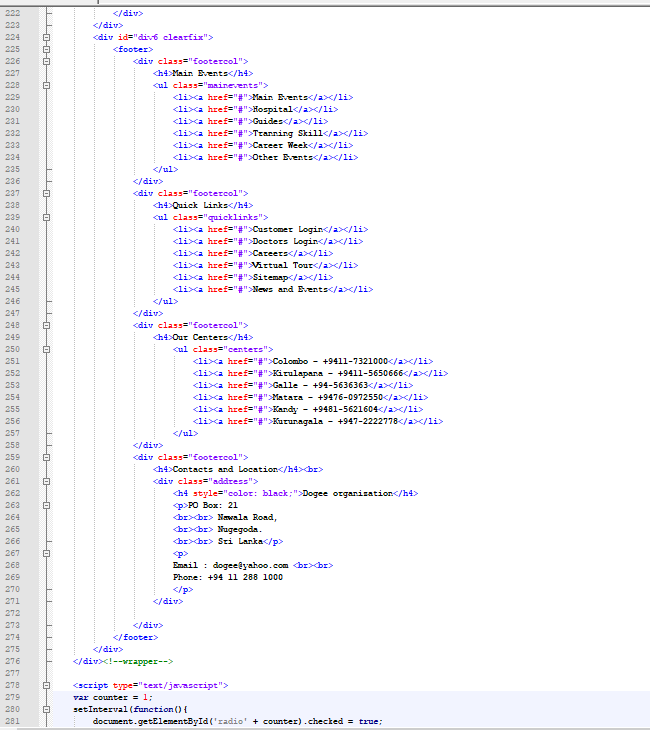 222 </div>
223 </div>
224 <div id="div6 clearfix">
225 <footer>
226 <div class="footercol">
227 <h4>Main Events</h4>
228 <ul class="mainevents">
229 <li><a href="#">Main Events</a></li>
230 <li><a href="#">Hospital</a></li>
231 <li><a href="#">Guides</a></li>
232 <li><a href="#">Tranning Skill</a></li>
233 <li><a href="#">Career Week</a></li>
234 <li><a href="#">Other Events</a></li>
235 </ul>
236 </div>
237 <div class="footercol">
238 <h4>Quick Links</h4>
239 <ul class="quicklinks">
240 <li><a href="#">Customer Login</a></li>
241 <li><a href="#">Doctors Login</a></li>
242 <li><a href="#">Careers</a></li>
243 <li><a href="#">Virtual Tour</a></li>
244 <li><a href="#">Sitemap</a></li>
245 <li><a href="#">News and Events</a></li>
246 </ul>
247 </div>
248 <div class="footercol">
249 <h4>Our Centers</h4>
250 <ul class="centers">
251 <li><a href="#">Colombo - +9411-7321000</a></li>
252 <li><a href="#">Kirulapana - +9411-5650666</a></li>
253 <li><a href="#">Galle - +94-5636363</a></li>
254 <li><a href="#">Matara - +9476-0972550</a></li>
255 <li><a href="#">Kandy - +9481-5621604</a></li>
256 <li><a href="#">Kurunagala - +947-2222778</a></li>
257 </ul>
258 </div>
259 <div class="footercol">
260 <h4>Contacts and Location</h4><br>
261 <div class="address">
262 <h4 style="color: black;">Dogee organization</h4>
263 <p>PO Box: 21
264 <br><br> Nawala Road,
265 <br><br> Nugegoda.
266 <br><br> Sri Lanka</p>
267 <p>
268 Email : dogee@yahoo.com <br><br>
269 Phone: +94 11 288 1000
270 </p>
271 </div>
272
273 </div>
274 </footer>
275 </div>
276 </div><!--wrapper-->
277
278 <script type="text/javascript">
279 var counter = 1;
280 setInterval(function(){
281 document.getElementById('radio' + counter).checked = true;